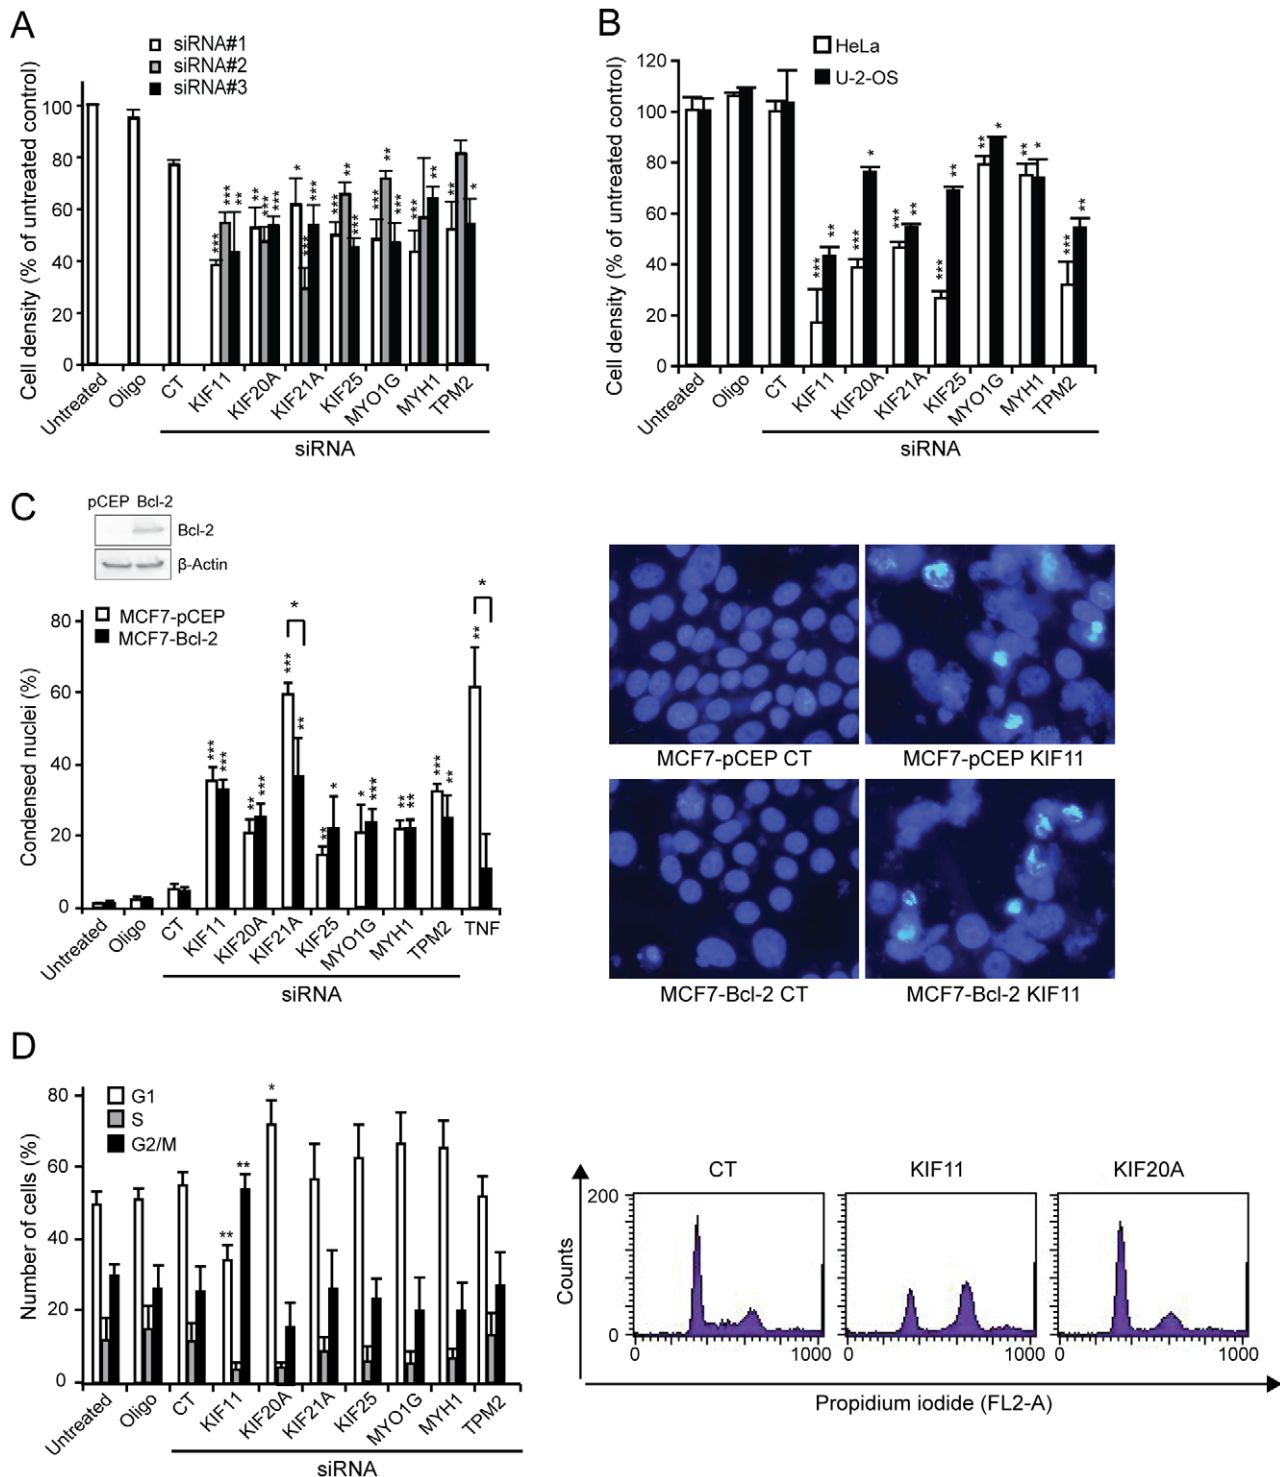 A
siRNA#1
siRNA#2
siRNA#3
Cell density (% of untreated control)
100
80
60
40
20
0
*** *** ** ** *** *** * *** *** *** ** *** *** ** *** *** ** ** *
Untreated Oligo CT KIF11 KIF20A KIF21A KIF25 MYO1G MYH1 TPM2
siRNA
B
HeLa
U-2-OS
Cell density (% of untreated control)
120
100
80
60
40
20
0
*** ** *** * *** ** *** ** ** * ** * *** **
Untreated Oligo CT KIF11 KIF20A KIF21A KIF25 MYO1G MYH1 TPM2
siRNA
C
pCEP Bcl-2
Bcl-2
β-Actin
MCF7-pCEP
MCF7-Bcl-2
Condensed nuclei (%)
80
60
40
20
0
* *
*** *** ** *** *** ** ** * * *** ** ** *** ** **
Untreated Oligo CT KIF11 KIF20A KIF21A KIF25 MYO1G MYH1 TPM2 TNF
siRNA
MCF7-pCEP CT
MCF7-pCEP KIF11
MCF7-Bcl-2 CT
MCF7-Bcl-2 KIF11
D
G1
S
G2/M
Number of cells (%)
80
60
40
20
0
** ** *
Untreated Oligo CT KIF11 KIF20A KIF21A KIF25 MYO1G MYH1 TPM2
siRNA
CT KIF11 KIF20A
Counts
200
0
0 1000 0 1000 0 1000
Propidium iodide (FL2-A)